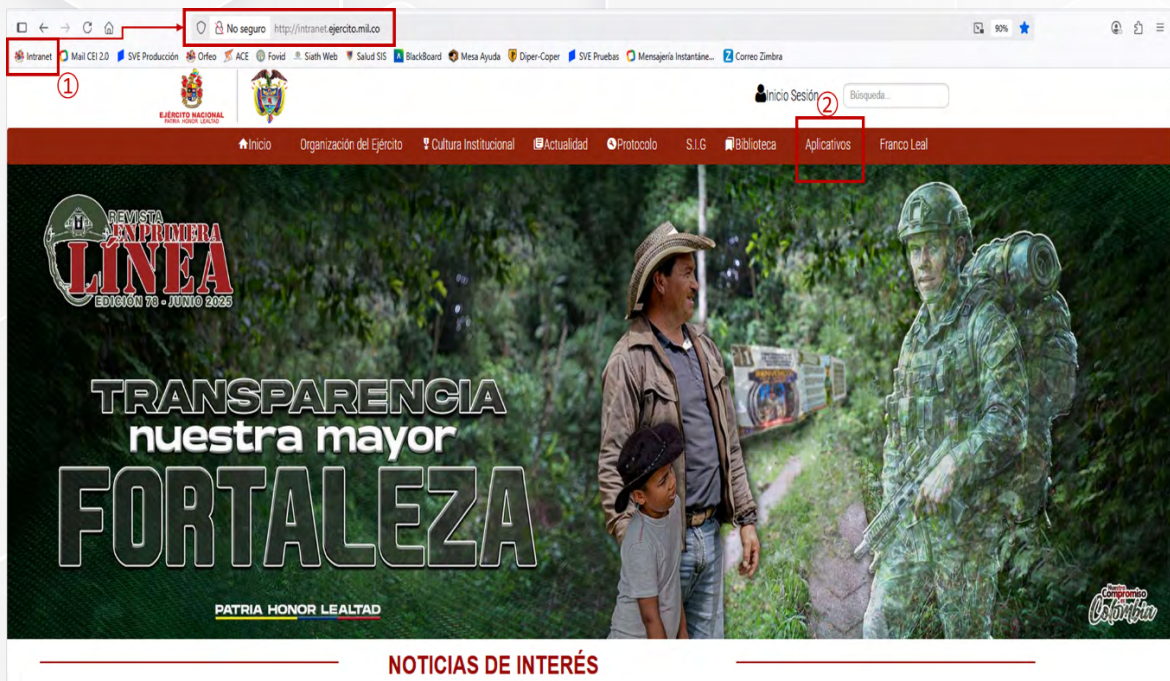 No seguro http://intranet.ejercito.mil.co 90%
Intranet Mail CEI 2.0 SVE Producción Orfeo ACE Fovid Siath Web Salud SIS BlackBoard Mesa Ayuda Diper-Coper SVE Pruebas Mensajería Instantáne... Correo Zimbra
①
EJÉRCITO NACIONAL
PATRIA HONOR LEALTAD
Inicio Sesión
②
Búsqueda...
Inicio Organización del Ejército Cultura Institucional Actualidad Protocolo S.I.G Biblioteca Aplicativos Franco Leal
REVISTA
EN PRIMERA
LÍNEA
EDICIÓN 78 - JUNIO 2025
TRANSPARENCIA
nuestra mayor
FORTALEZA
PATRIA HONOR LEALTAD
Nuestro
Compromiso
es
Colombia
NOTICIAS DE INTERÉS